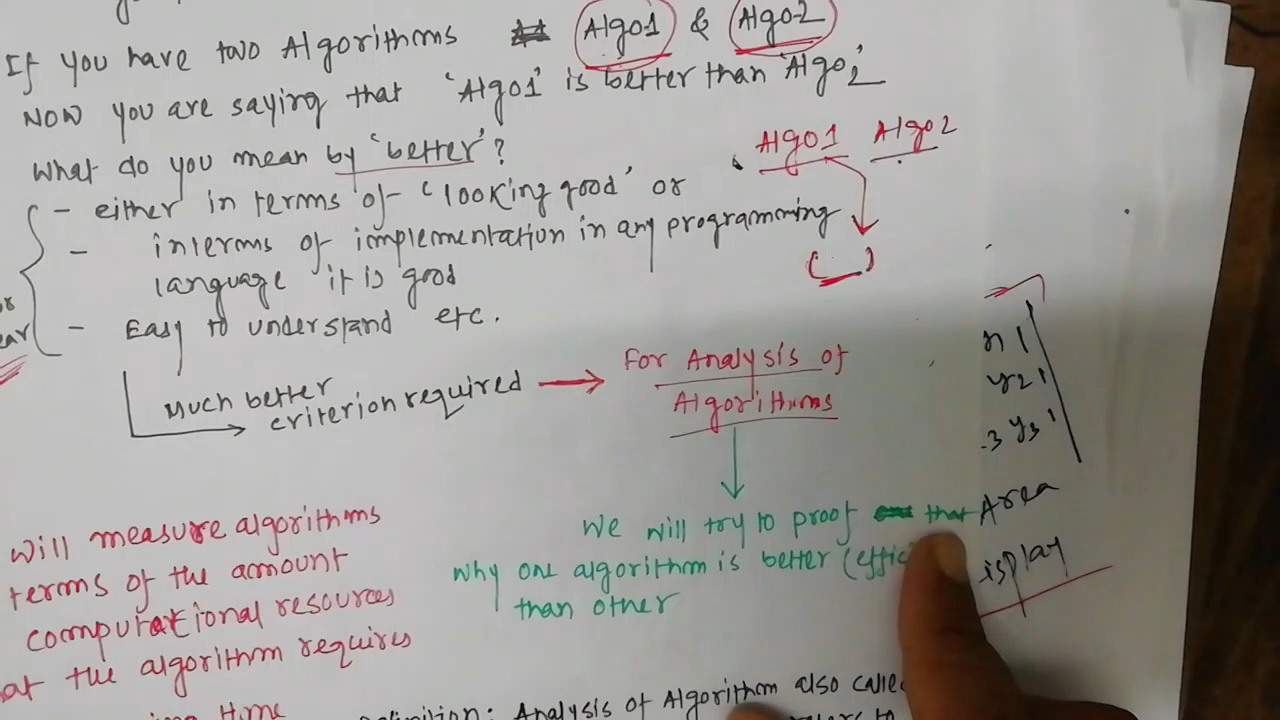 If you have two Algorithms Algo1 & Algo2
Now you are saying that 'Algo1' is better than 'Algo2'
What do you mean by 'better'?
Algo1 Algo2
- either in terms of 'looking good' or
- interms of implementation in any programming
language it is good
- Easy to understand etc.
Much better
criterion required
For Analysis of
Algorithms
We will try to proof that
why one algorithm is better
than other
will measure algorithms
terms of the amount
computational resources
the algorithm requires
time
Y2
Y3
Area
Analysis of Algorithm also